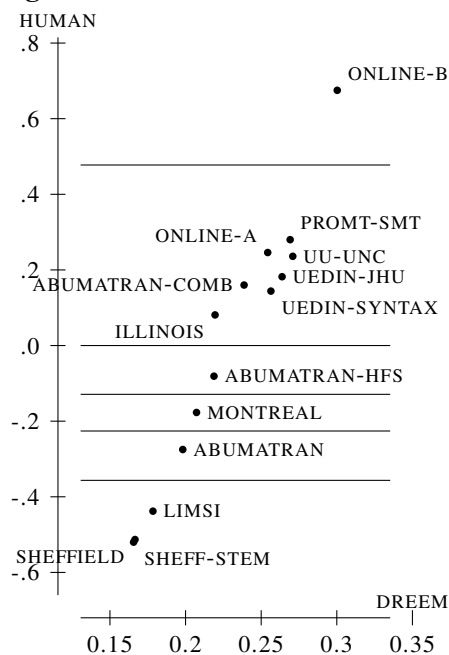 HUMAN
.8
ONLINE-B
.6
.4
PROMT-SMT
ONLINE-A
UU-UNC
.2
UEDIN-JHU
ABUMATRAN-COMB
UEDIN-SYNTAX
ILLINOIS
.0
ABUMATRAN-HFS
MONTREAL
-.2
ABUMATRAN
-.4
LIMSI
SHEFFIELD
SHEFF-STEM
-.6
DREEM
0.15 0.2 0.25 0.3 0.35